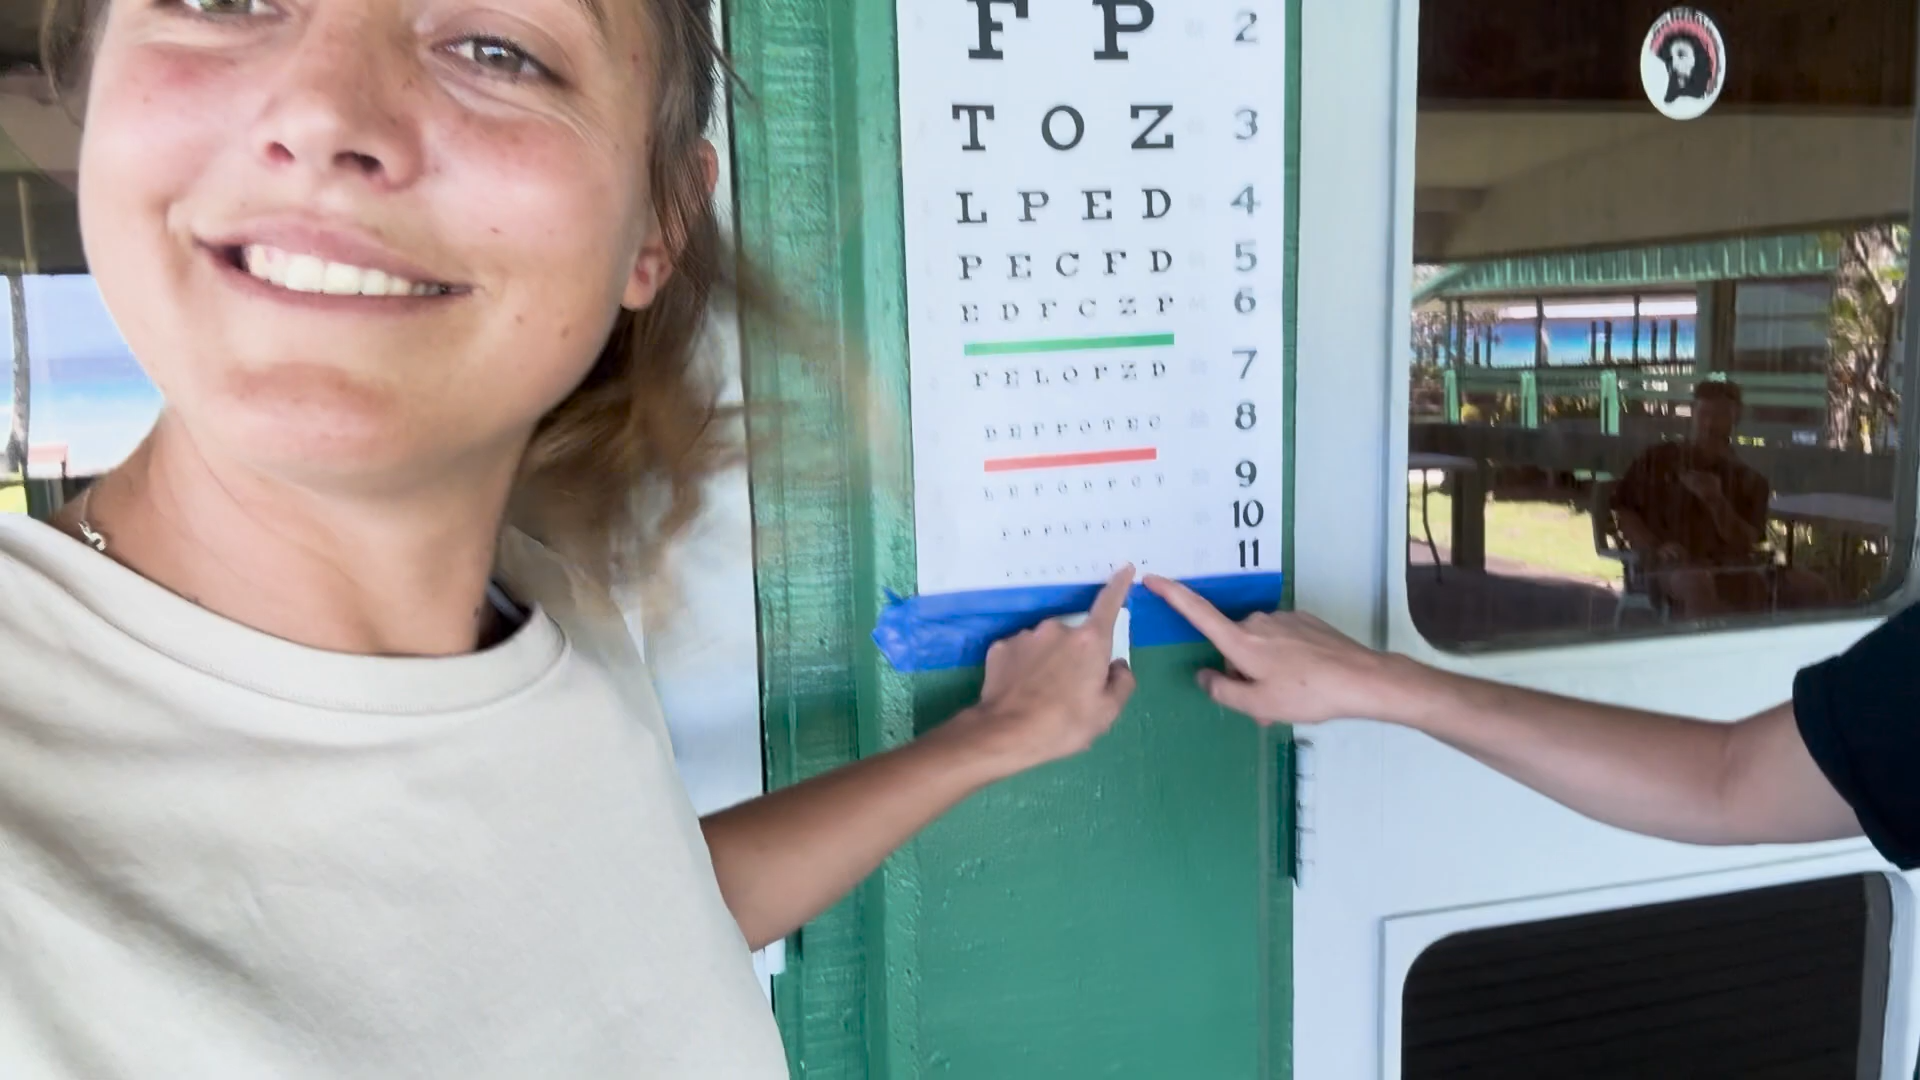 F P 2
T O Z 3
L P E D 4
P E C F D 5
E D F C Z P 6
F E L O P Z D 7
D E F P O T E C 8
9
10
11